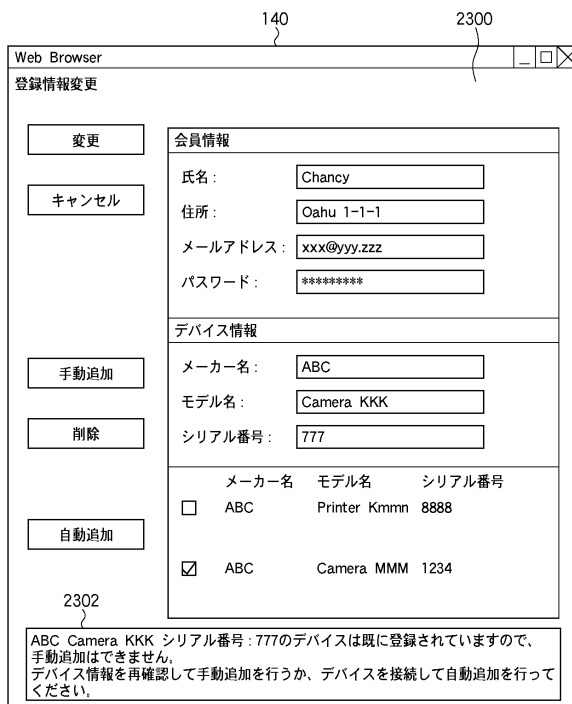 140
2300
Web Browser
登録情報変更
変更
キャンセル
会員情報
氏名 : Chancy
住所 : Oahu 1-1-1
メールアドレス : xxx@yyy.zzz
パスワード : *********
手動追加
削除
自動追加
デバイス情報
メーカー名 : ABC
モデル名 : Camera KKK
シリアル番号 : 777
メーカー名 モデル名 シリアル番号
ABC Printer Kmmn 8888
ABC Camera MMM 1234
2302
ABC Camera KKK シリアル番号 : 777のデバイスは既に登録されていますので、
手動追加はできません。
デバイス情報を再確認して手動追加を行うか、デバイスを接続して自動追加を行って
ください。